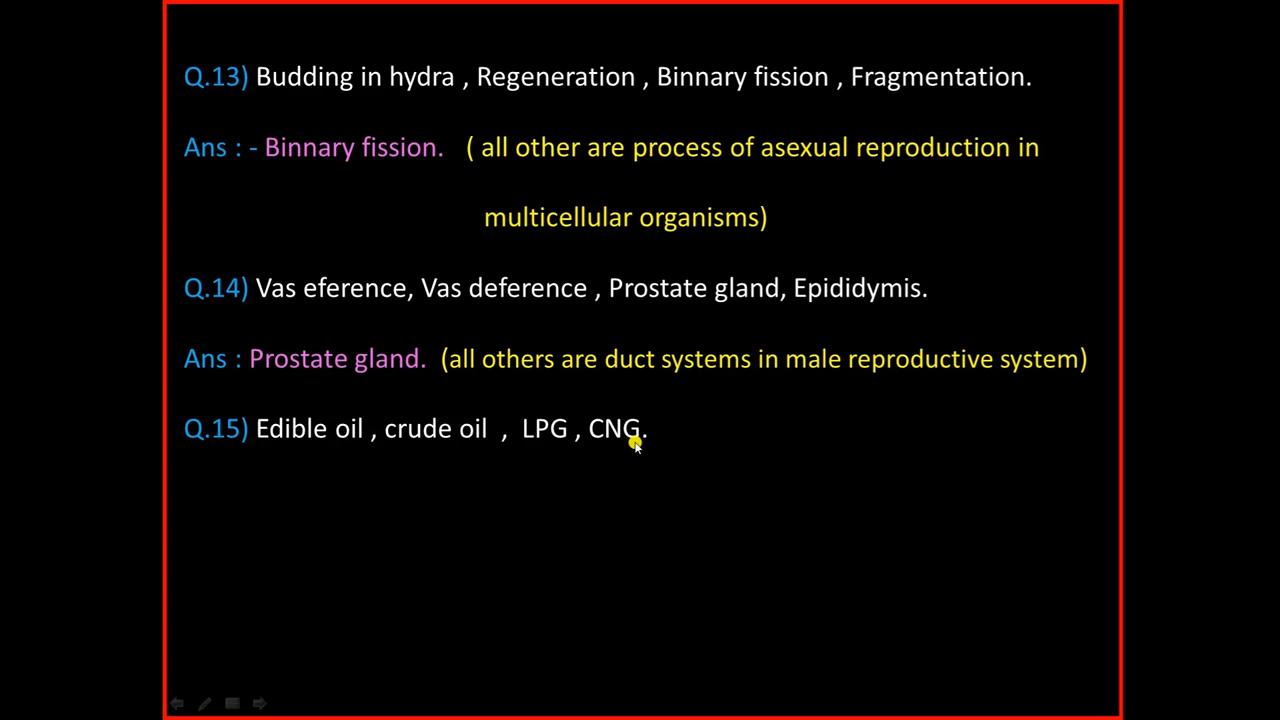 Q.13) Budding in hydra , Regeneration , Binnary fission , Fragmentation.
Ans : - Binnary fission. ( all other are process of asexual reproduction in
multicellular organisms)
Q.14) Vas eference, Vas deference , Prostate gland, Epididymis.
Ans : Prostate gland. (all others are duct systems in male reproductive system)
Q.15) Edible oil , crude oil , LPG , CNG.